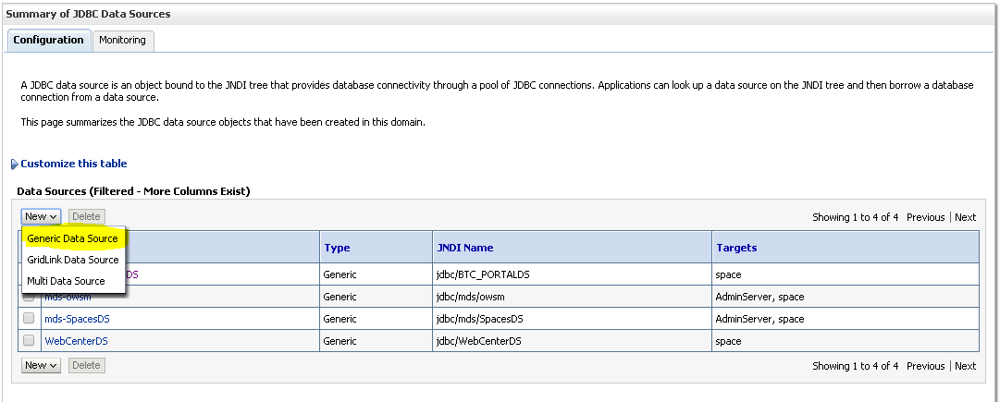 Summary of JDBC Data Sources
Configuration Monitoring
A JDBC data source is an object bound to the JNDI tree that provides database connectivity through a pool of JDBC connections. Applications can look up a data source on the JNDI tree and then borrow a database
connection from a data source.
This page summarizes the JDBC data source objects that have been created in this domain.
Customize this table
Data Sources (Filtered - More Columns Exist)
New Delete Showing 1 to 4 of 4 Previous | Next
Generic Data Source
GridLink Data Source
Multi Data Source
Type JNDI Name Targets
DS Generic jdbc/BTC_PORTALDS space
mds-owsm Generic jdbc/mds/owsm AdminServer, space
mds-SpacesDS Generic jdbc/mds/SpacesDS AdminServer, space
WebCenterDS Generic jdbc/WebCenterDS space
New Delete Showing 1 to 4 of 4 Previous | Next